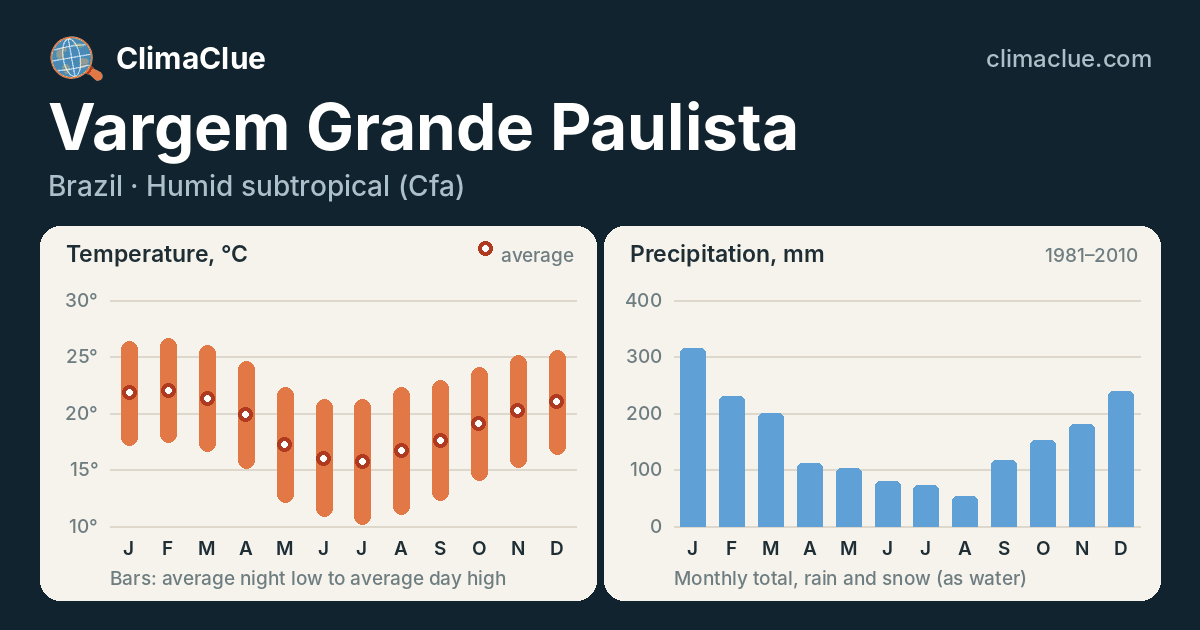 ClimaClue
climaclue.com
Vargem Grande Paulista
Brazil · Humid subtropical (Cfa)
Temperature, °C
average
30°
25°
20°
15°
10°
J F M A M J J A S O N D
Bars: average night low to average day high
Precipitation, mm
1981–2010
400
300
200
100
0
J F M A M J J A S O N D
Monthly total, rain and snow (as water)